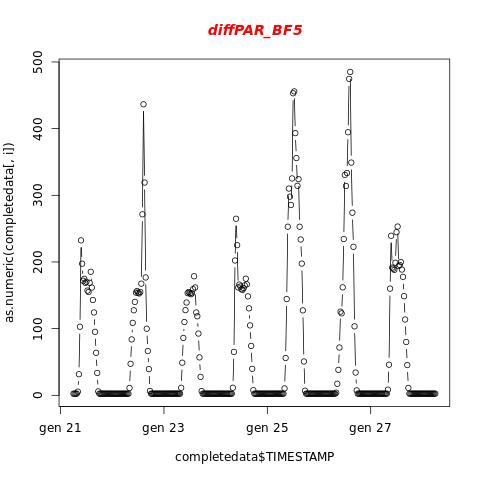 diffPAR_BF5
as.numeric(completedata[, i])
500
400
300
200
100
0
gen 21
gen 23
gen 25
gen 27
completedata$TIMESTAMP